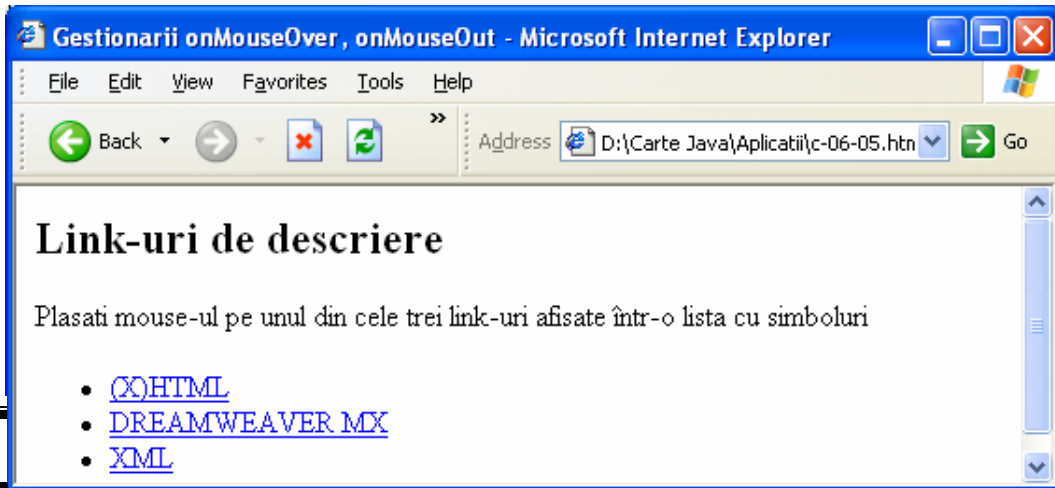 Gestionarii onMouseOver, onMouseOut - Microsoft Internet Explorer
File Edit View Favorites Tools Help
Back » Address D:\Carte Java\Aplicatii\c-06-05.htn Go
Link-uri de descriere
Plasati mouse-ul pe unul din cele trei link-uri afisate într-o lista cu simboluri
• (X)HTML
• DREAMWEAVER MX
• XML